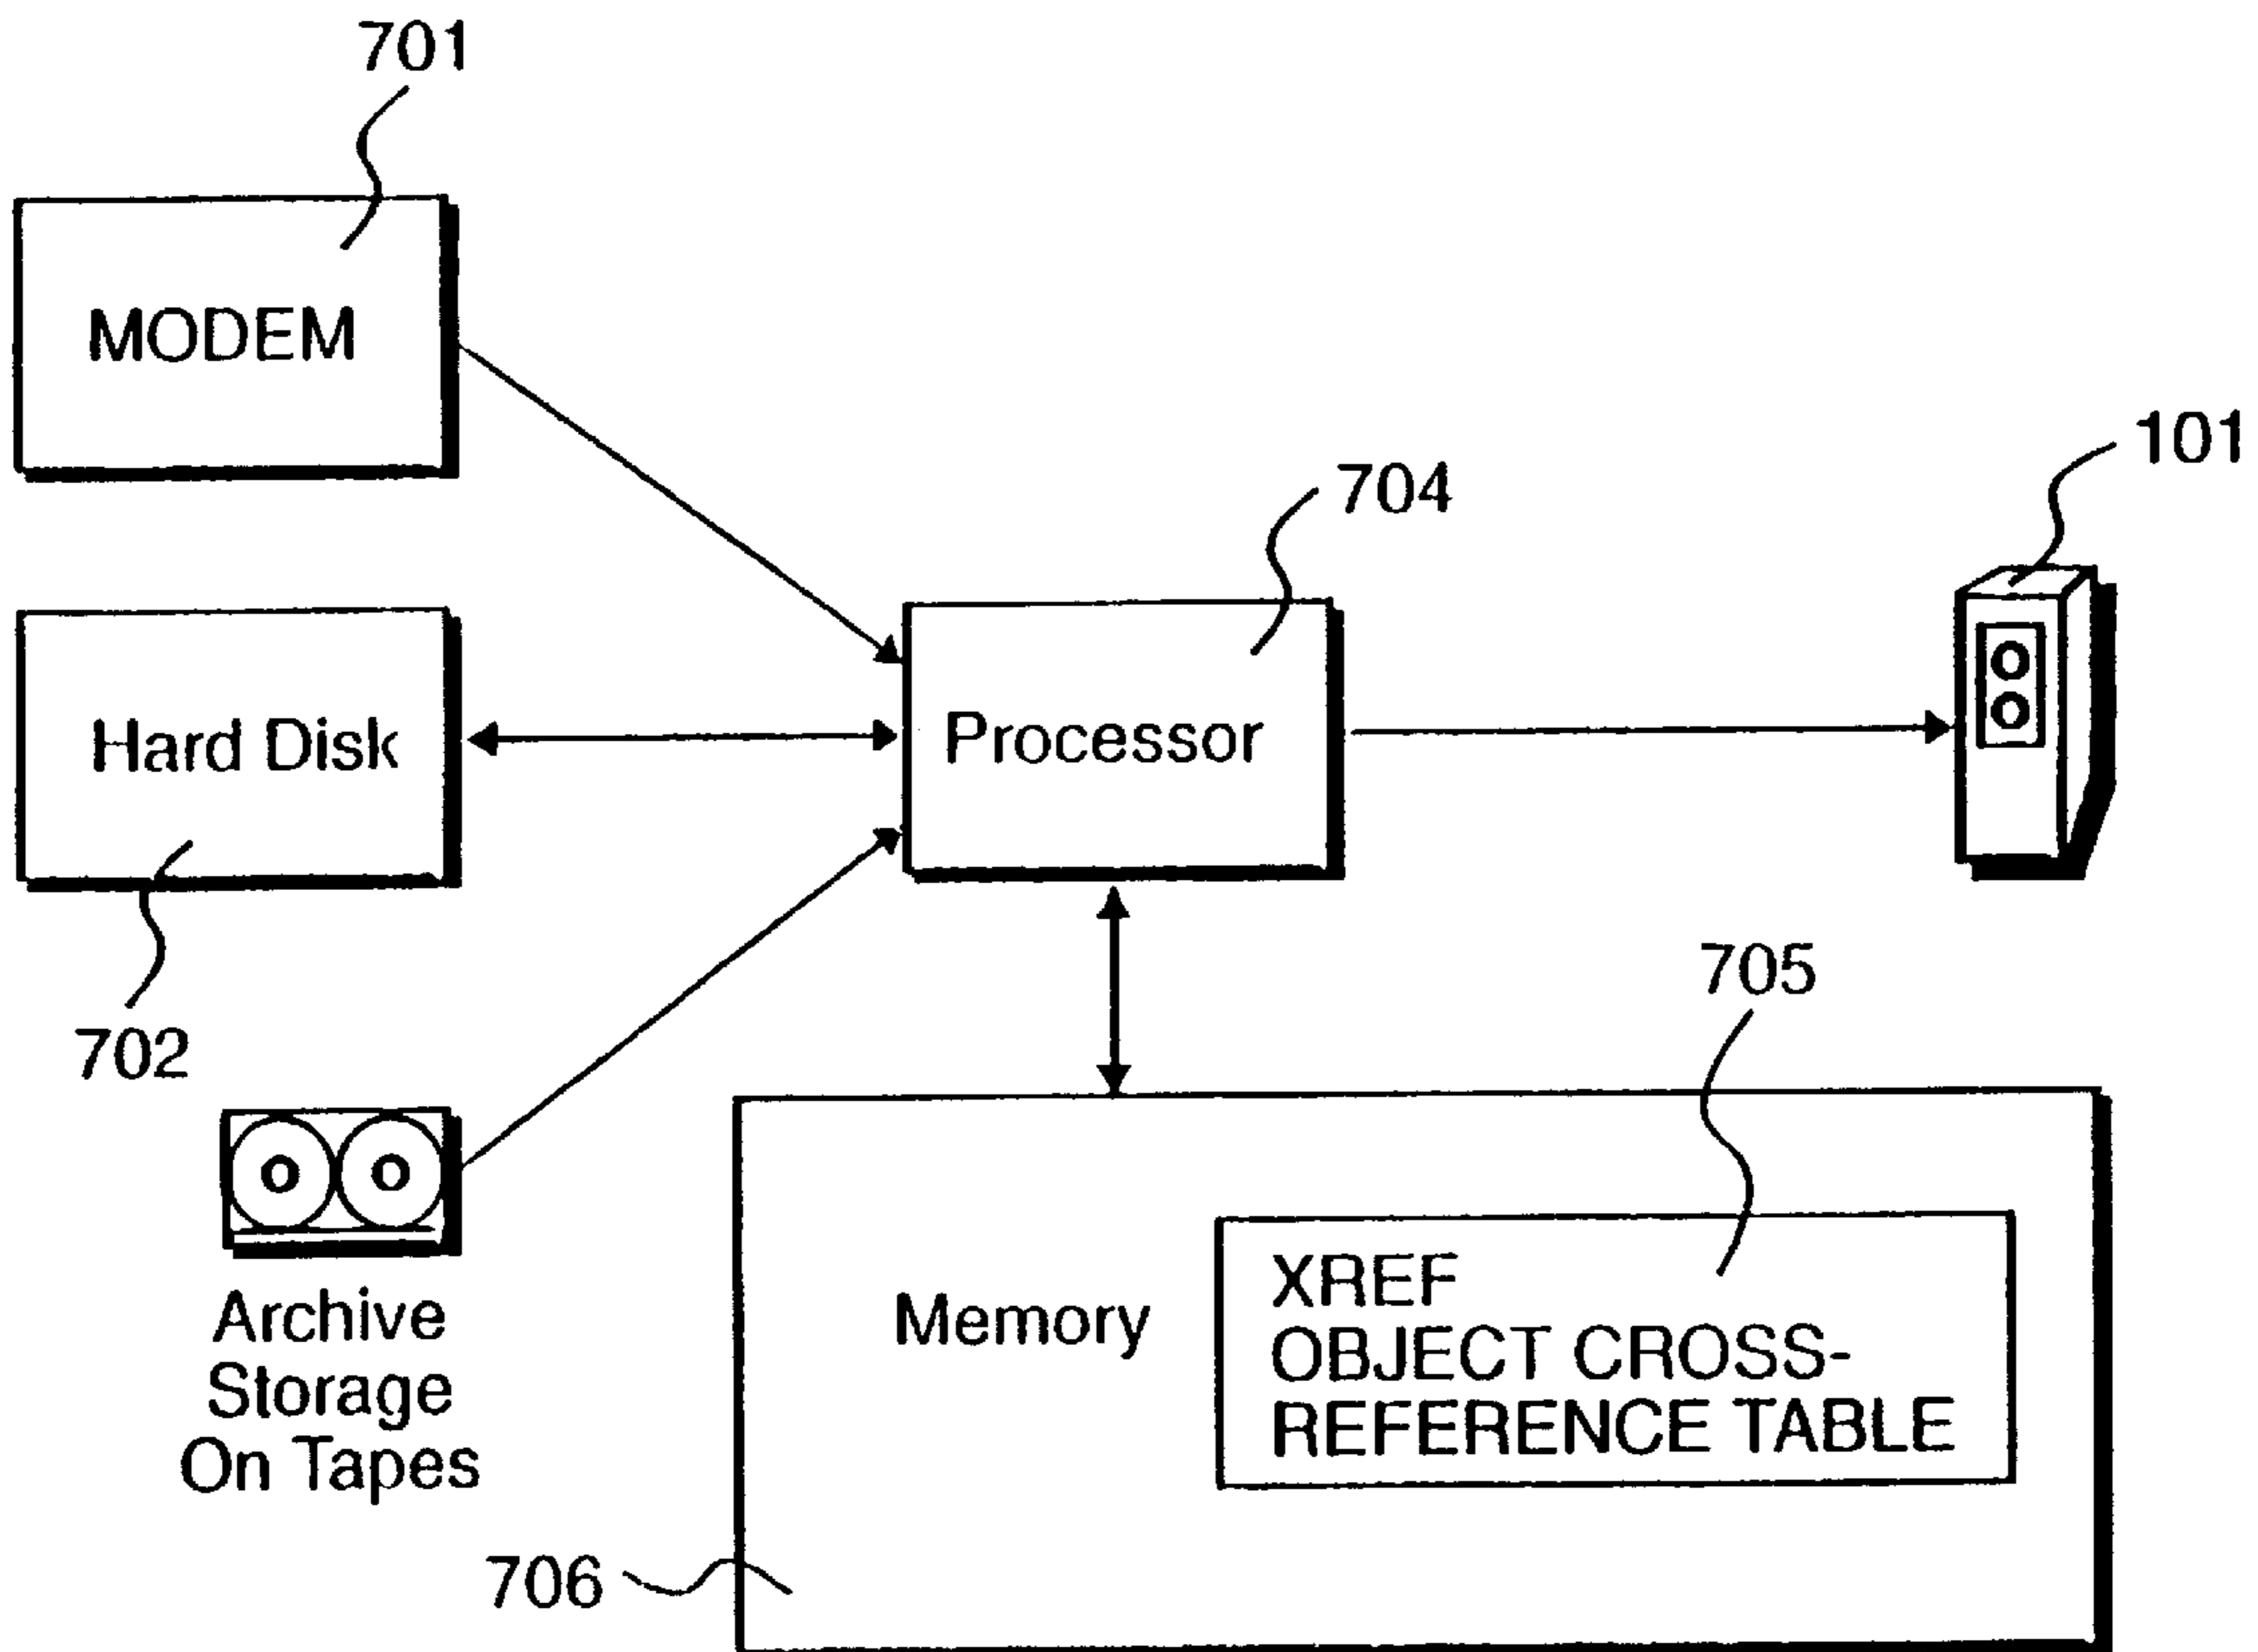 701
MODEM
101
704
Hard Disk
Processor
702
705
Archive
Storage
On Tapes
Memory
XREF
OBJECT CROSS-
REFERENCE TABLE
706